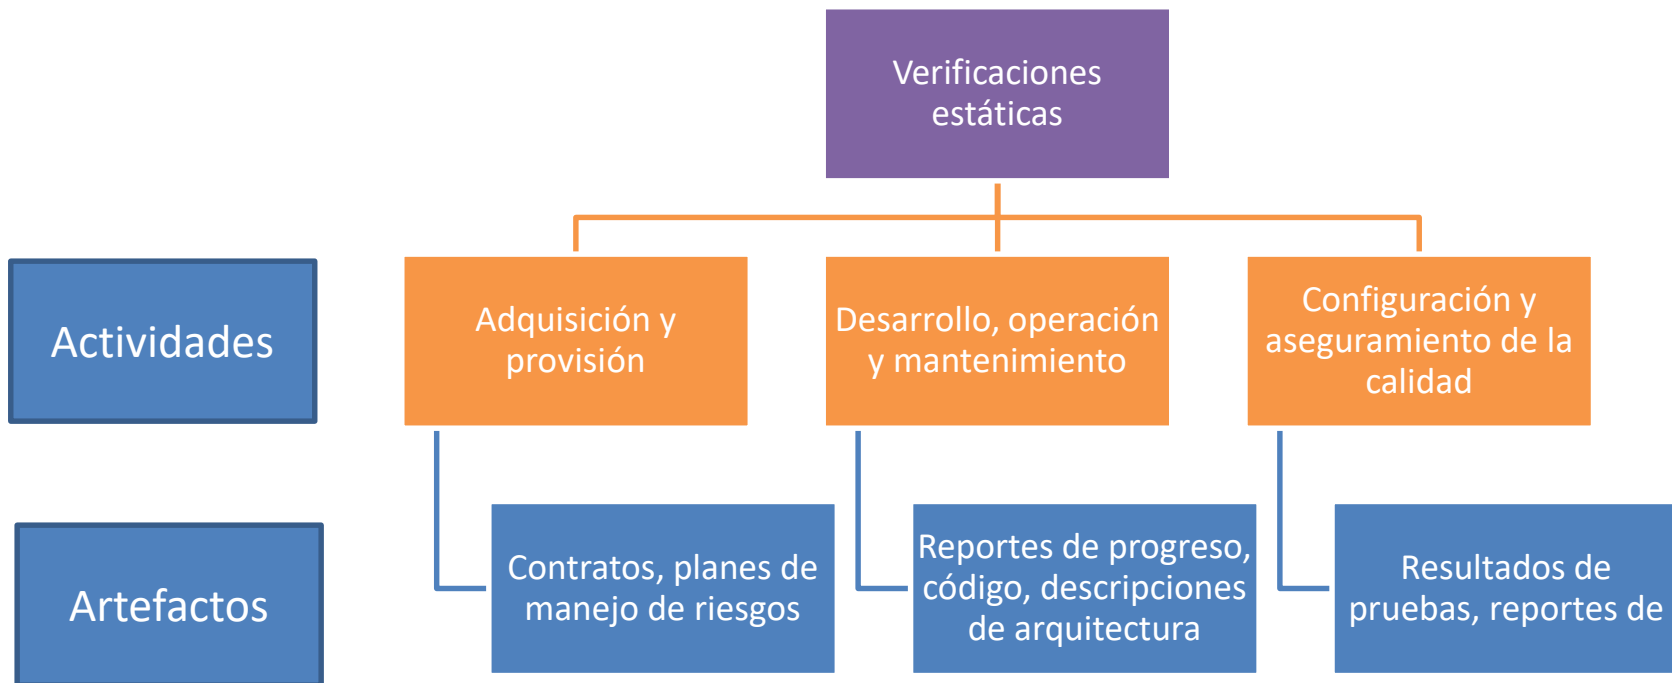 Verificaciones
estáticas
Actividades
Adquisición y
provisión
Desarrollo, operación
y mantenimiento
Configuración y
aseguramiento de la
calidad
Artefactos
Contratos, planes de
manejo de riesgos
Reportes de progreso,
código, descripciones
de arquitectura
Resultados de
pruebas, reportes de